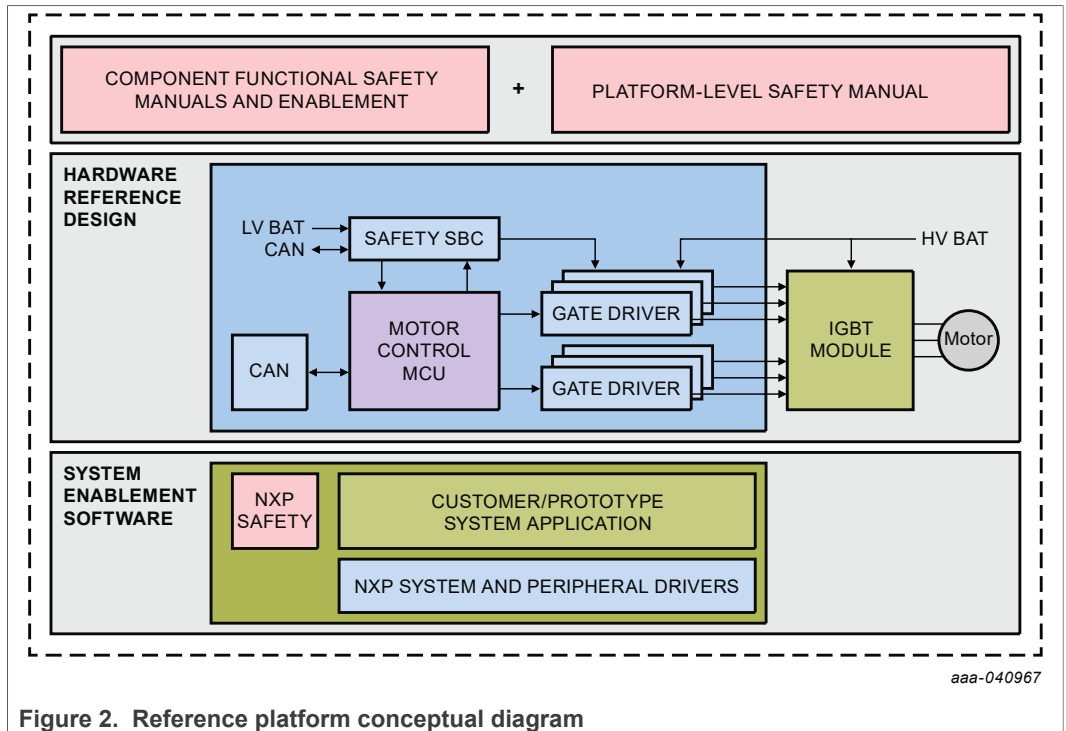 COMPONENT FUNCTIONAL SAFETY
MANUALS AND ENABLEMENT
+
PLATFORM-LEVEL SAFETY MANUAL
HARDWARE
REFERENCE
DESIGN
LV BAT
CAN
SAFETY SBC
HV BAT
GATE DRIVER
MOTOR
CONTROL
MCU
CAN
GATE DRIVER
IGBT
MODULE
Motor
SYSTEM
ENABLEMENT
SOFTWARE
NXP
SAFETY
CUSTOMER/PROTOTYPE
SYSTEM APPLICATION
NXP SYSTEM AND PERIPHERAL DRIVERS
aaa-040967
Figure 2. Reference platform conceptual diagram